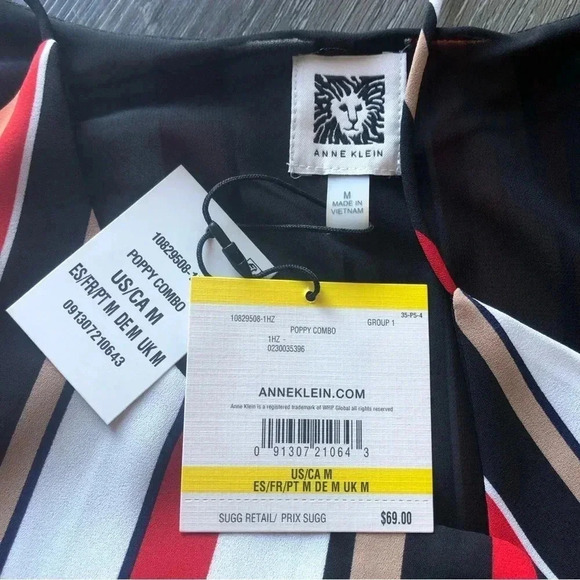 ANNE KLEIN
M
MADE IN
VIETNAM
10829508-1
POPPY COMBO
US/CA M
ES/FR/PT M DE M UK M
091307210643
35-PS-4
10829508-1HZ
GROUP 1
POPPY COMBO
1HZ -
0230035396
ANNEKLEIN.COM
Anne Klein is a registered trademark of WHP Global all rights reserved
0 91307 21064 3
US/CA M
ES/FR/PT M DE M UK M
SUGG RETAIL/ PRIX SUGG
$69.00